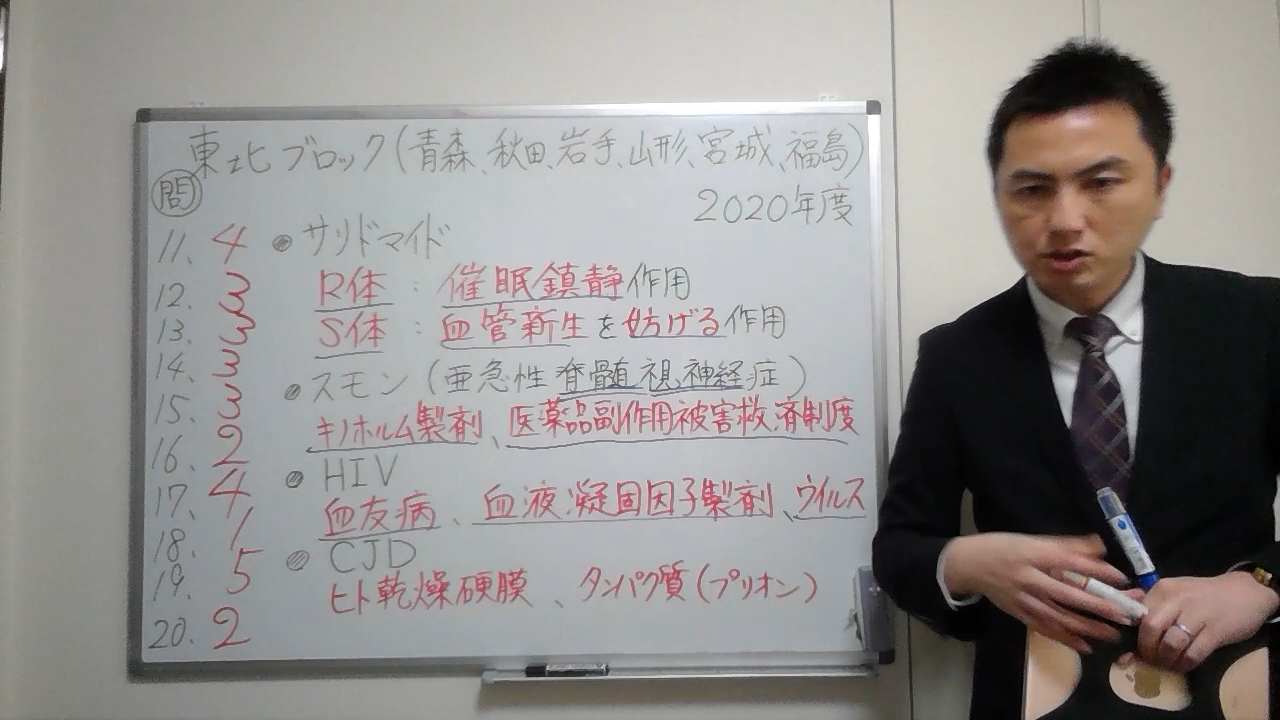 東北ブロック(青森、秋田、岩手、山形、宮城、福島)
2020年度
問
11. 4
12. 3
13. 3
14. 3
15. 3
16. 2
17. 4
18. 1
19. 5
20. 2
● サリドマイド
R体 : 催眠鎮静作用
S体 : 血管新生を妨げる作用
● スモン (亜急性脊髄視神経症)
キノホルム製剤、医薬品副作用被害救済制度
● HIV
血友病、血液凝固因子製剤、ウイルス
● CJD
ヒト乾燥硬膜、タンパク質(プリオン)